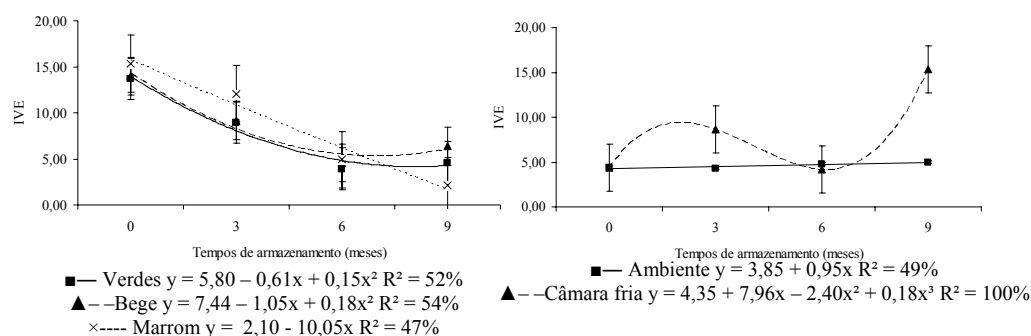 20,00
15,00
10,00
5,00
0,00
IVE
0 3 6 9
Tempos de armazenamento (meses)
■— Verdes y = 5,80 – 0,61x + 0,15x² R² = 52%
▲– –Bege y = 7,44 – 1,05x + 0,18x² R² = 54%
×---- Marrom y = 2,10 - 10,05x R² = 47%
20,00
15,00
10,00
5,00
0,00
IVE
0 3 6 9
Tempos de armazenamento (meses)
■— Ambiente y = 3,85 + 0,95x R² = 49%
▲– –Câmara fria y = 4,35 + 7,96x – 2,40x² + 0,18x³ R² = 100%